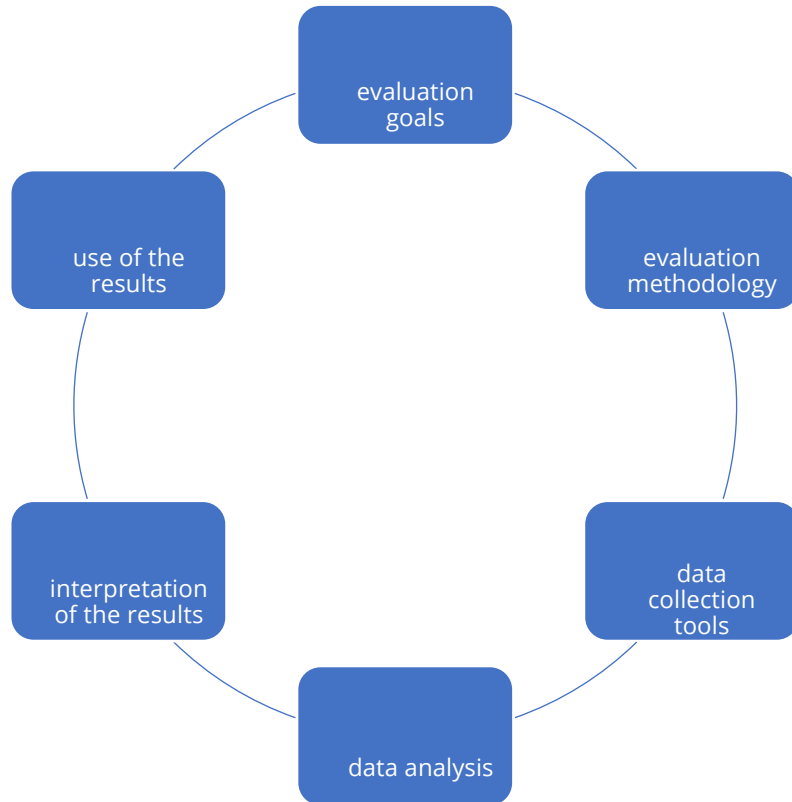 evaluation
goals
evaluation
methodology
data
collection
tools
data analysis
interpretation
of the results
use of the
results